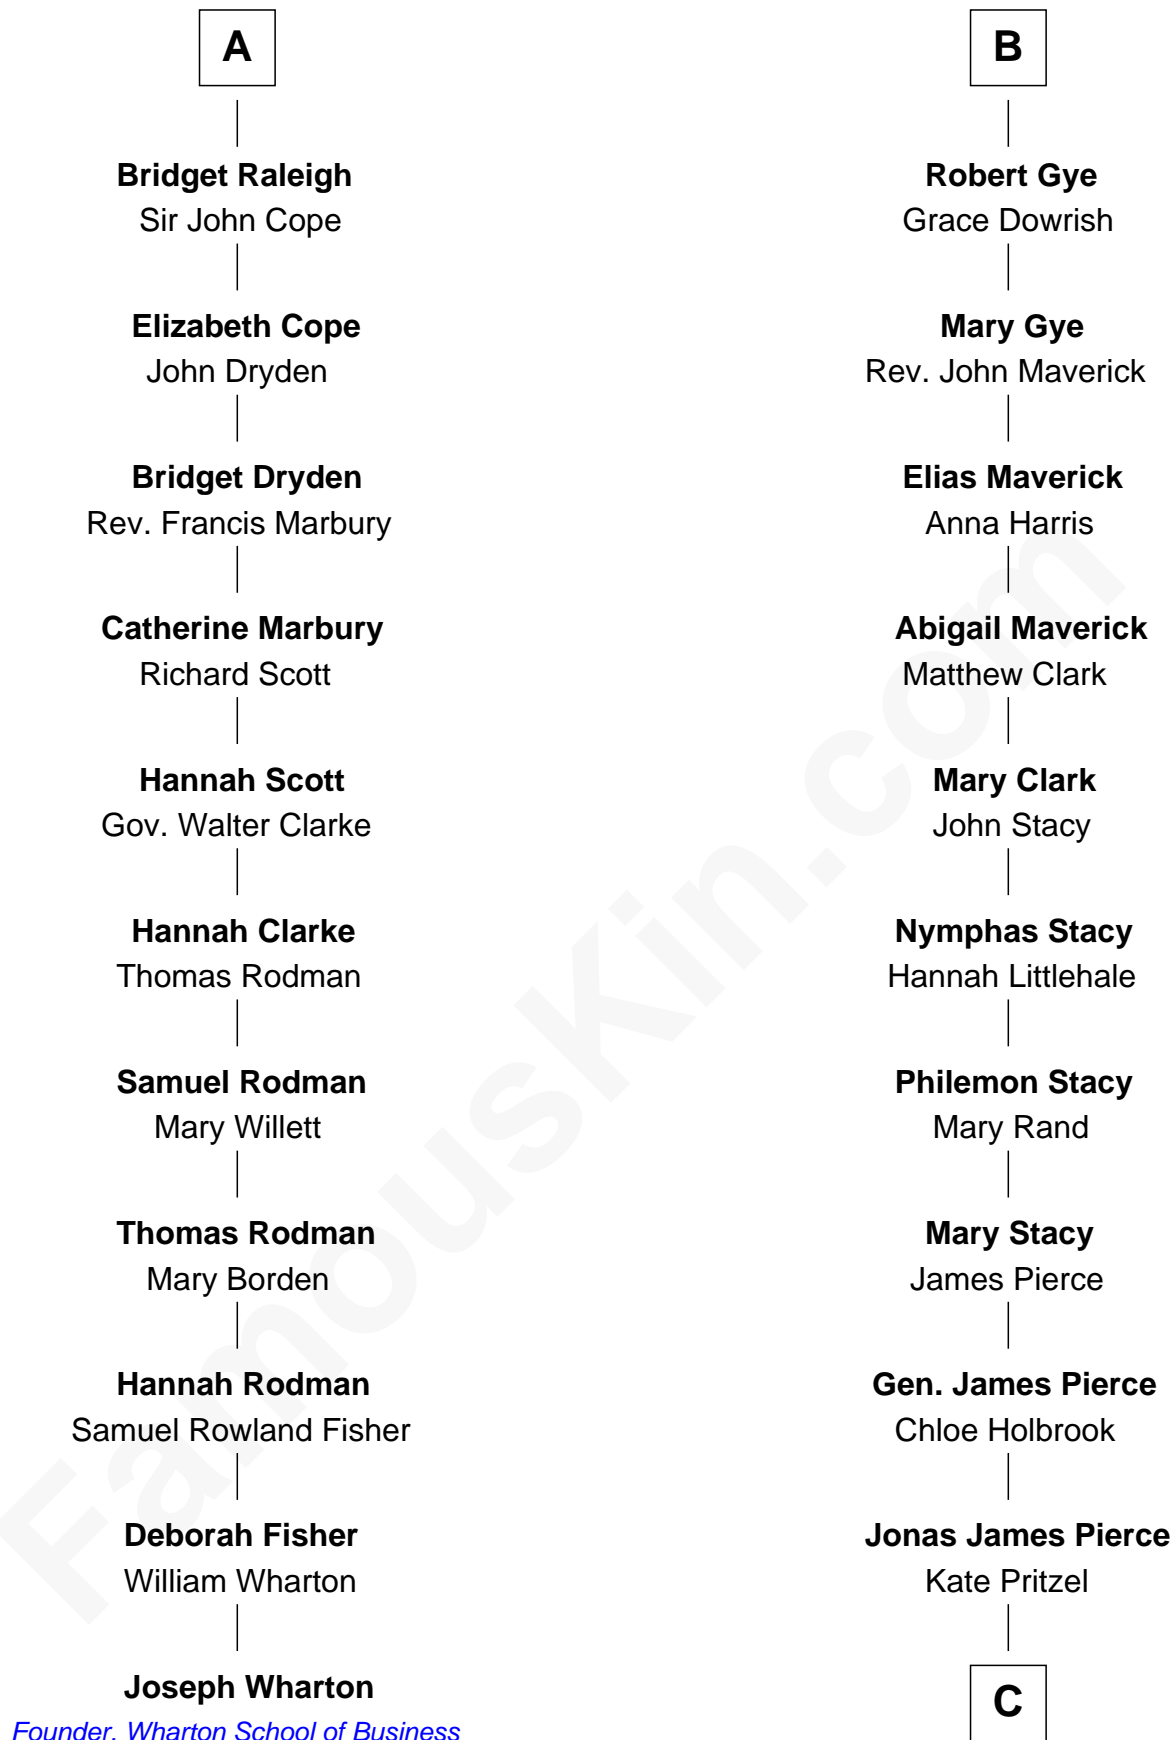 A
Bridget Raleigh
Sir John Cope
Elizabeth Cope
John Dryden
Bridget Dryden
Rev. Francis Marbury
Catherine Marbury
Richard Scott
Hannah Scott
Gov. Walter Clarke
Hannah Clarke
Thomas Rodman
Samuel Rodman
Mary Willett
Thomas Rodman
Mary Borden
Hannah Rodman
Samuel Rowland Fisher
Deborah Fisher
William Wharton
Joseph Wharton
Founder, Wharton School of Business
B
Robert Gye
Grace Dowrish
Mary Gye
Rev. John Maverick
Elias Maverick
Anna Harris
Abigail Maverick
Matthew Clark
Mary Clark
John Stacy
Nymphas Stacy
Hannah Littlehale
Philemon Stacy
Mary Rand
Mary Stacy
James Pierce
Gen. James Pierce
Chloe Holbrook
Jonas James Pierce
Kate Pritzel
C
FamousKin.com